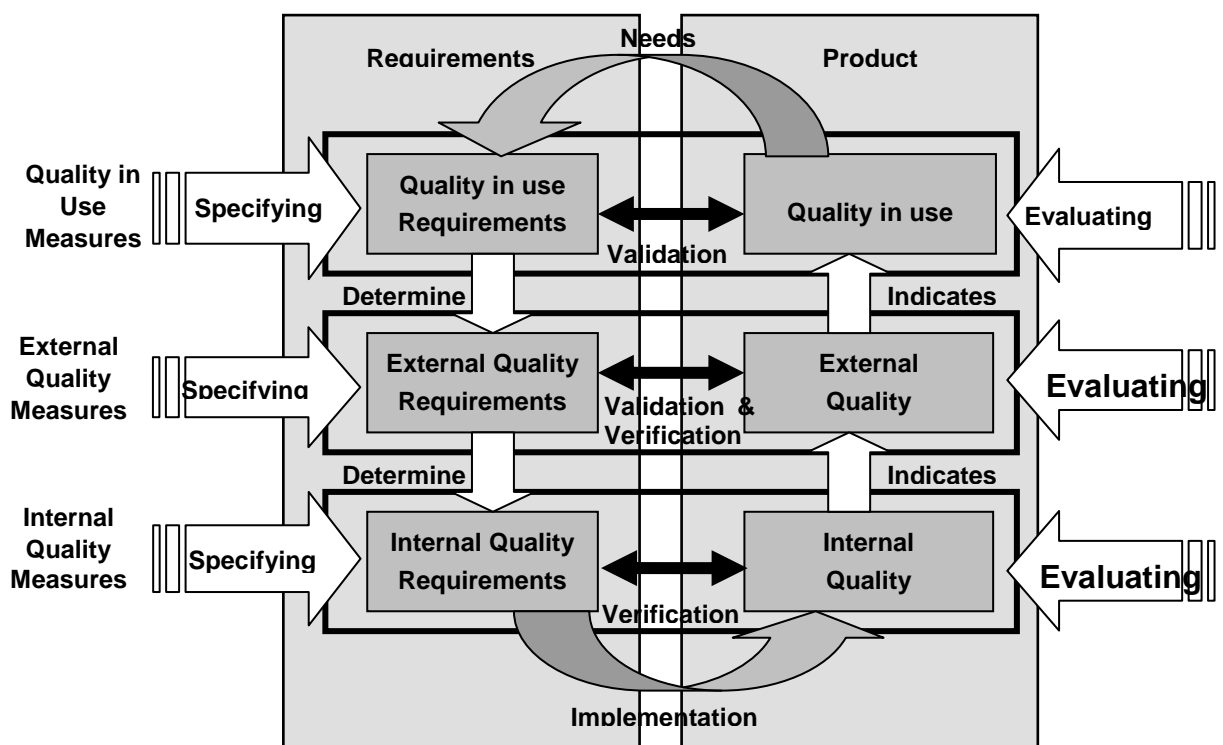 Needs
Requirements
Product
Quality in
Use
Measures
Specifying
Quality in use
Requirements
Validation
Quality in use
Evaluating
Determine
Indicates
External
Quality
Measures
Specifying
External Quality
Requirements
Validation &
Verification
External
Quality
Evaluating
Determine
Indicates
Internal
Quality
Measures
Specifying
Internal Quality
Requirements
Verification
Internal
Quality
Evaluating
Implementation